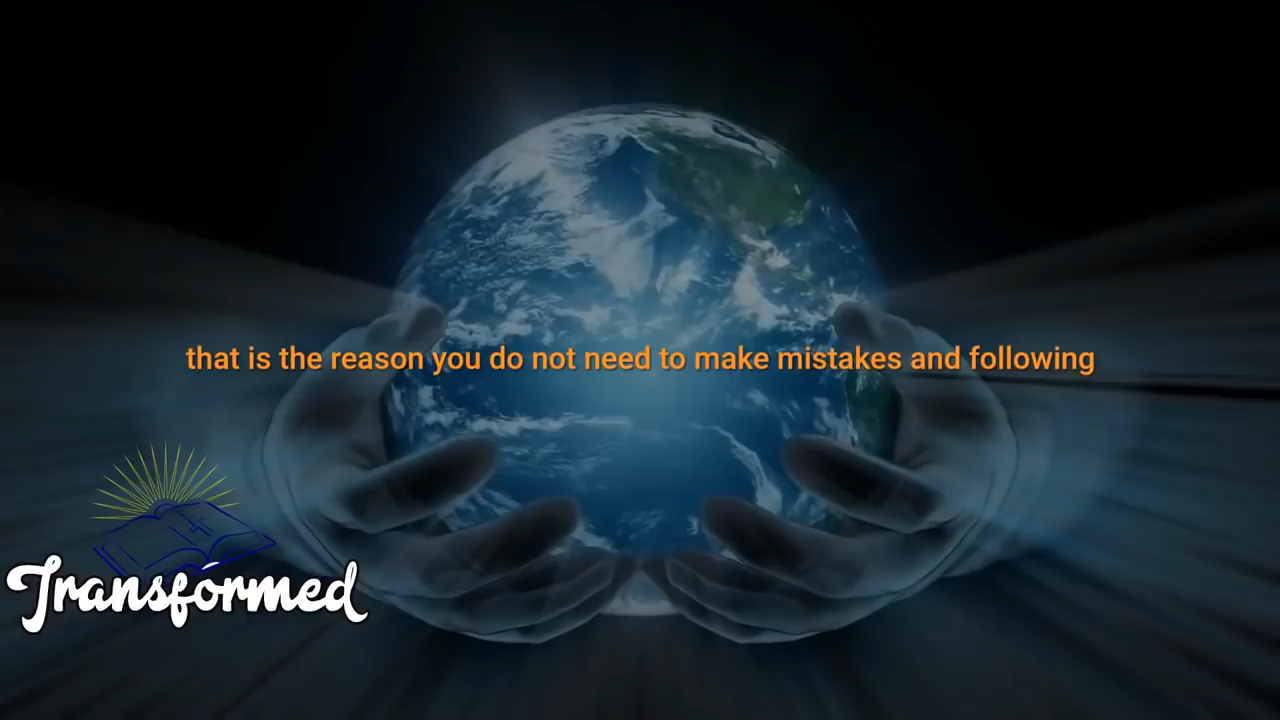 that is the reason you do not need to make mistakes and following
Transformed